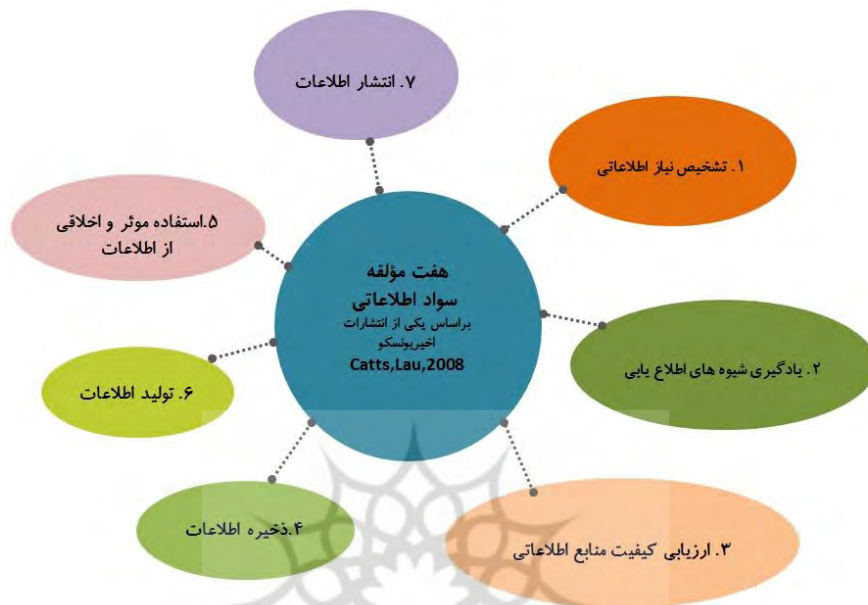 هفت مؤلفه
سواد اطلاعاتی
براساس یکی از انتشارات
اخیریونسکو
Catts,Lau,2008
۱. تشخیص نیاز اطلاعاتی
۲. یادگیری شیوه های اطلاع یابی
۳. ارزیابی کیفیت منابع اطلاعاتی
۴.ذخیره اطلاعات
۵.استفاده موثر و اخلاقی
از اطلاعات
۶. تولید اطلاعات
۷. انتشار اطلاعات